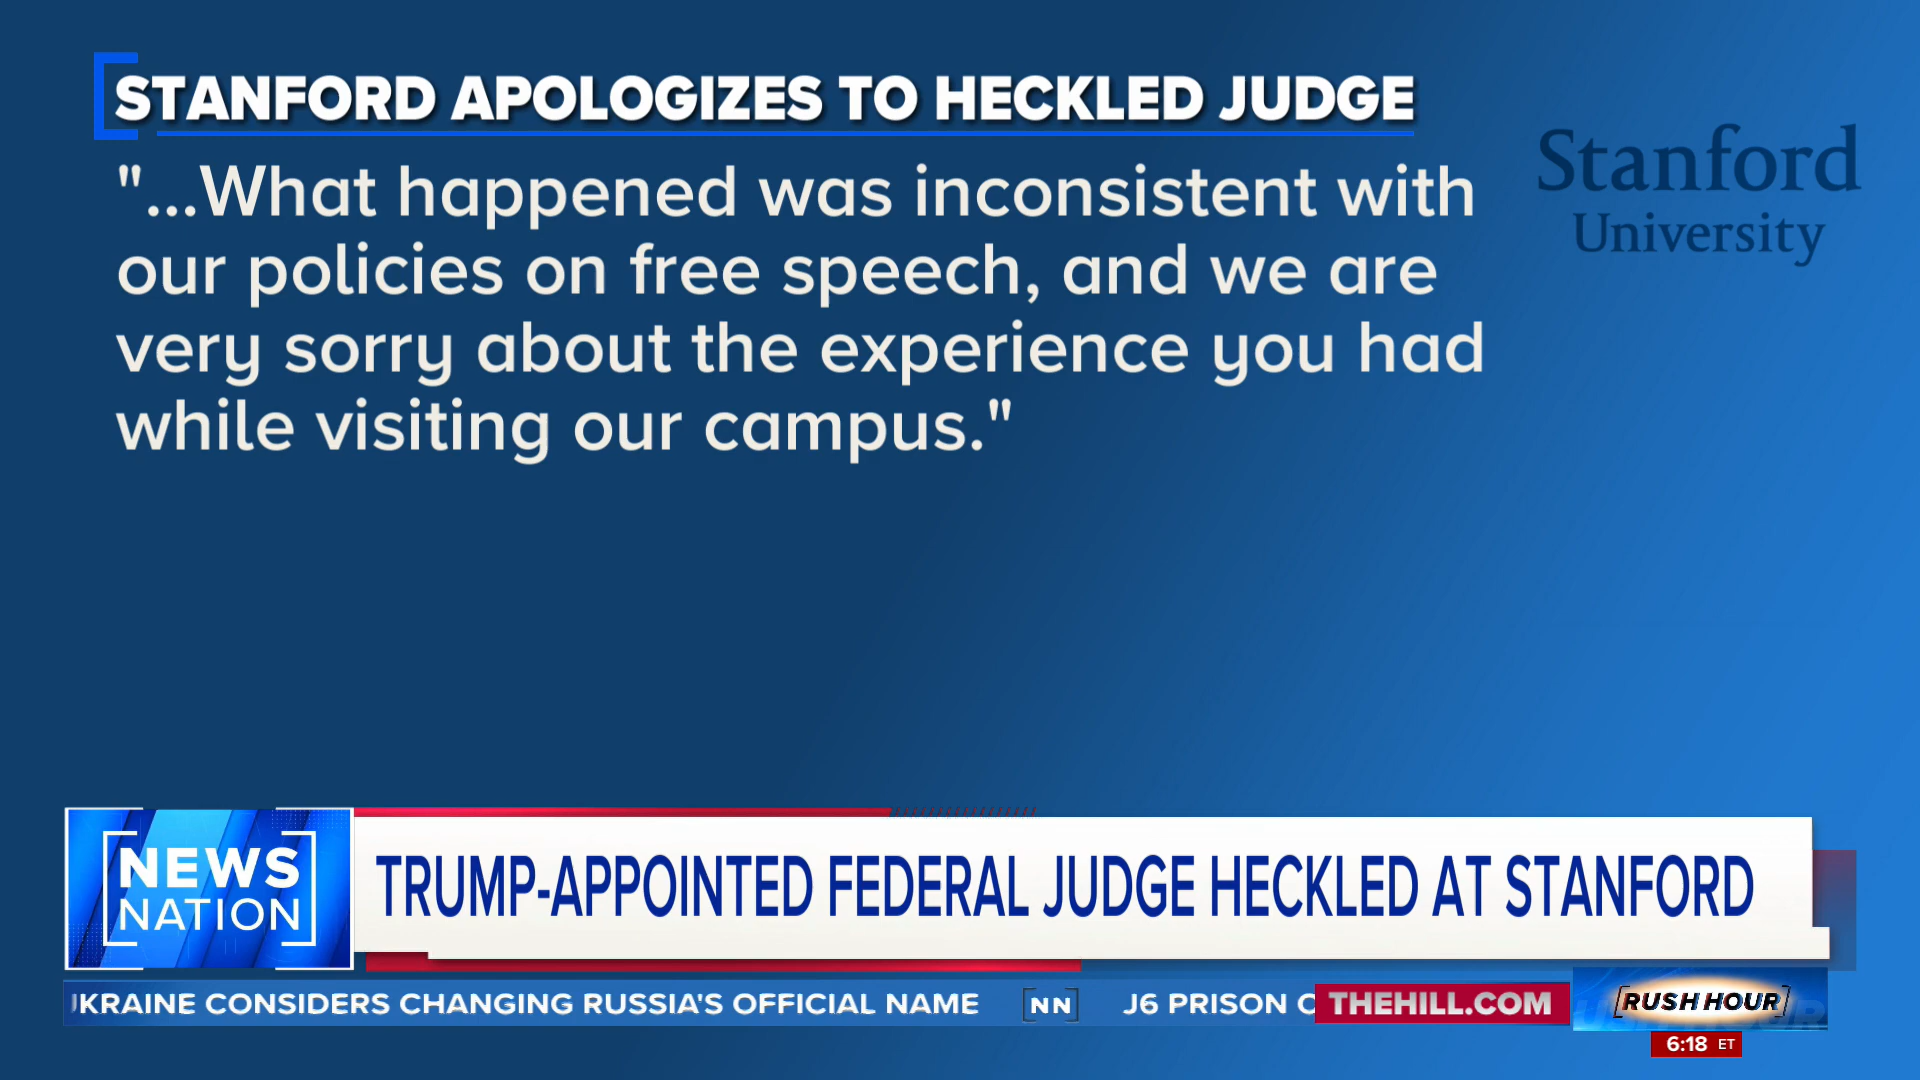 STANFORD APOLOGIZES TO HECKLED JUDGE
"...What happened was inconsistent with
our policies on free speech, and we are
very sorry about the experience you had
while visiting our campus."
Stanford
University
NEWS
NATION
TRUMP-APPOINTED FEDERAL JUDGE HECKLED AT STANFORD
UKRAINE CONSIDERS CHANGING RUSSIA'S OFFICIAL NAME [NN] J6 PRISON
THEHILL.COM
[RUSH HOUR]
6:18 ET